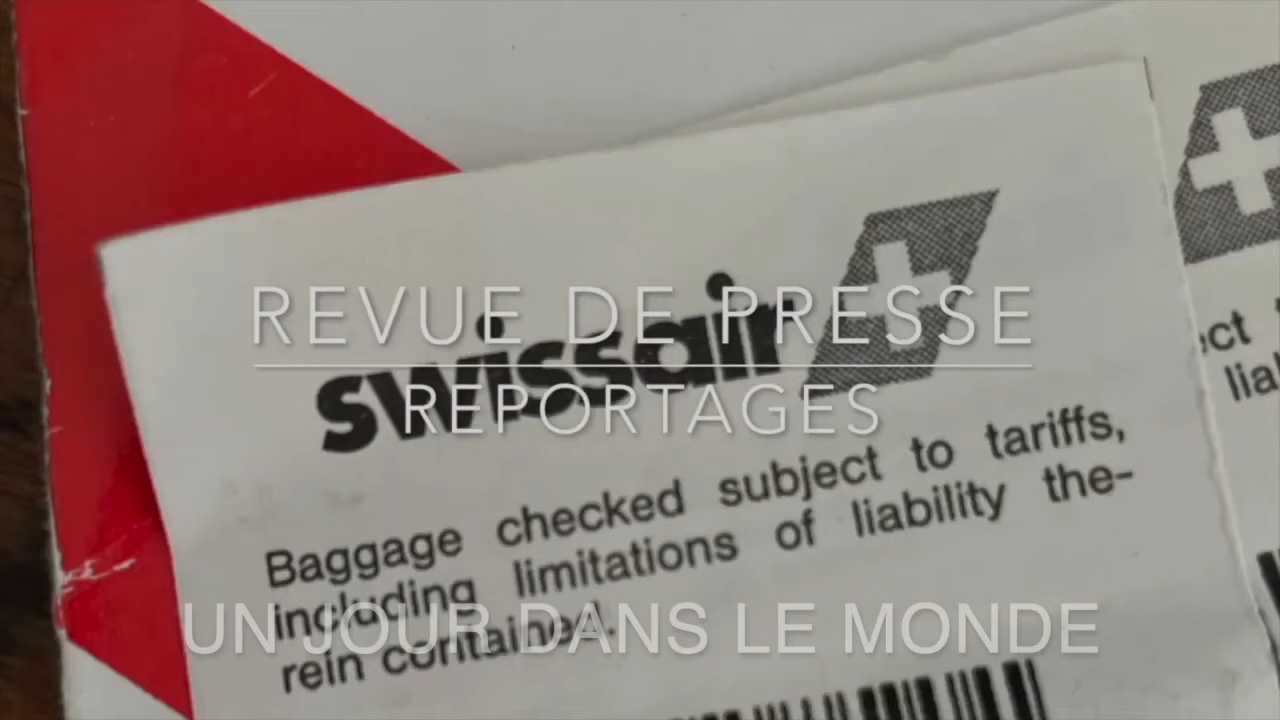 REVUE DE PRESSE
swissair
REPORTAGES
Baggage checked subject to tariffs,
including limitations of liability the-
rein contained.
UN JOUR DANS LE MONDE
ct
lia